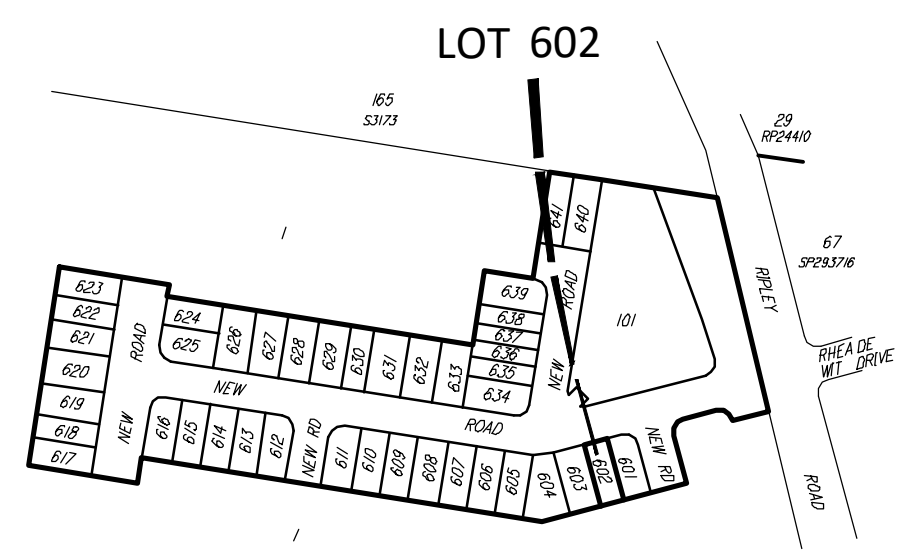 LOT 602
165
S3173
29
RP24410
1
641
640
67
SP293716
RIPLEY
623
622
621
620
619
618
617
ROAD
NEW
624
625
626
627
628
629
630
631
632
633
639
638
637
636
635
634
ROAD
NEW
101
RHEA DE
WIT DRIVE
NEW
ROAD
616
615
614
613
612
NEW RD
611
610
609
608
607
606
605
604
603
602
601
NEW RD
ROAD
1